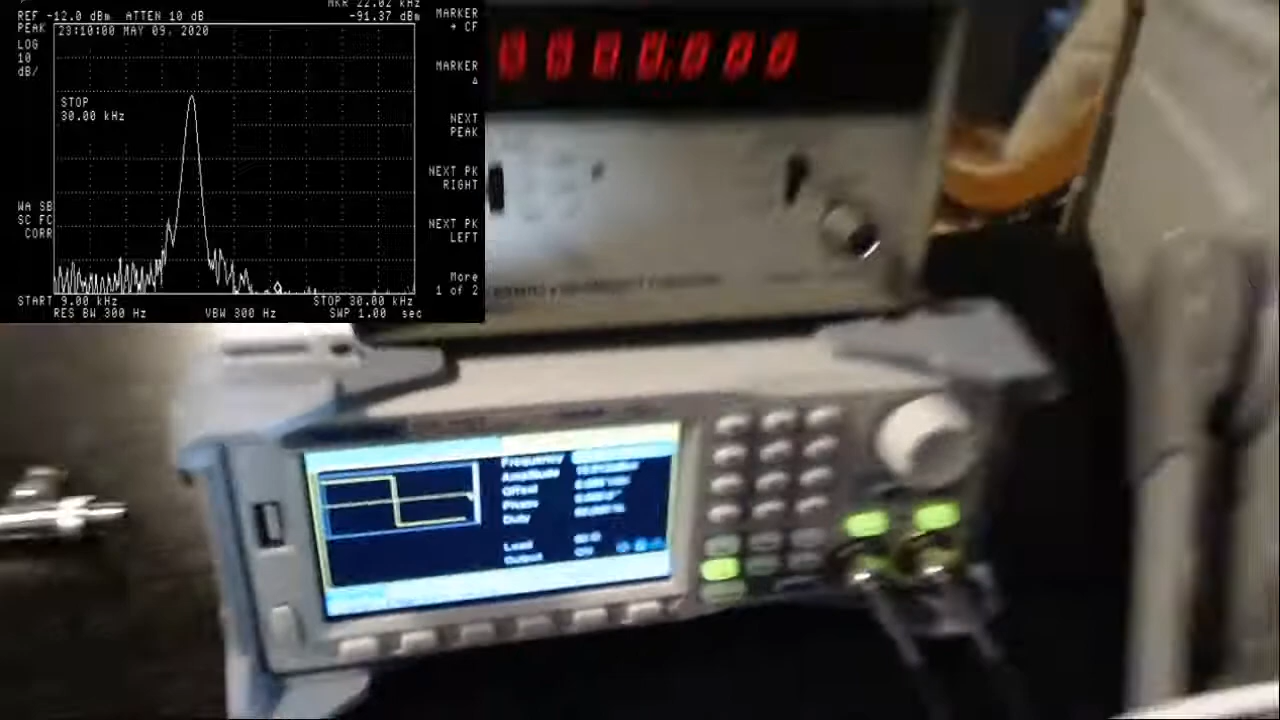 MKR 22.02 kHz
REF -12.0 dBm ATTEN 10 dB -91.37 dBm
PEAK
LOG
10
dB/
23:10:00 MAY 09, 2020
STOP
30.00 kHz
WA SB
SC FC
CORR
START 9.00 kHz STOP 30.00 kHz
RES BW 300 Hz VBW 300 Hz SWP 1.00 sec
MARKER
→ CF
MARKER
Δ
NEXT
PEAK
NEXT PK
RIGHT
NEXT PK
LEFT
More
1 of 2
Frequency
Amplitude
Offset
Phase
Duty
Load
Output